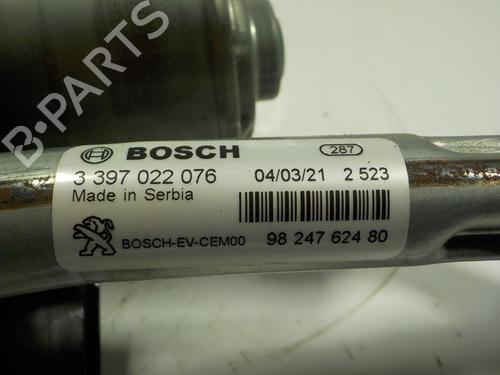 B-PARTS
BOSCH 287
3 397 022 076 04/03/21 2 523
Made in Serbia
BOSCH-EV-CEM00 98 247 624 80